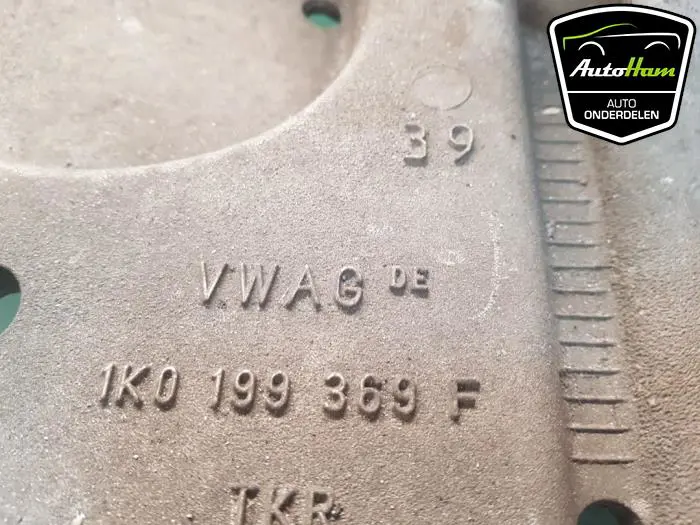 AutoHam
AUTO
ONDERDELEN
39
VWAG DE
1K0 199 369 F
TKR